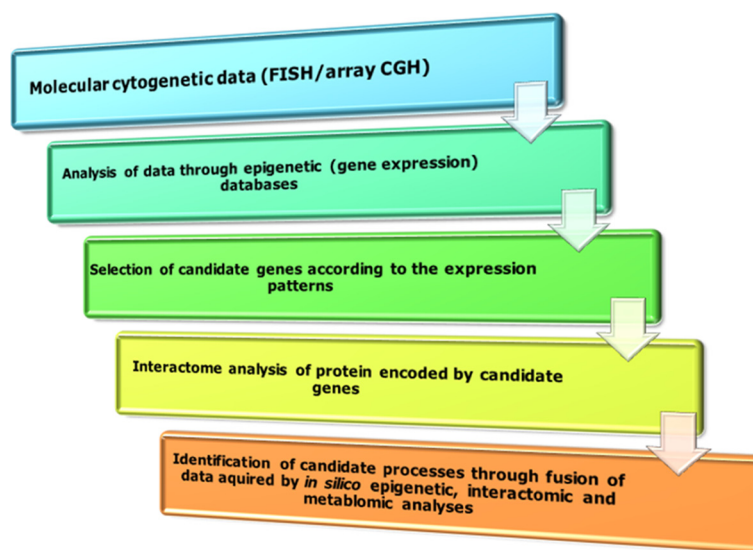 Molecular cytogenetic data (FISH/array CGH)
Analysis of data through epigenetic (gene expression)
databases
Selection of candidate genes according to the expression
patterns
Interactome analysis of protein encoded by candidate
genes
Identification of candidate processes through fusion of
data aquired by in silico epigenetic, interactomic and
metablomic analyses